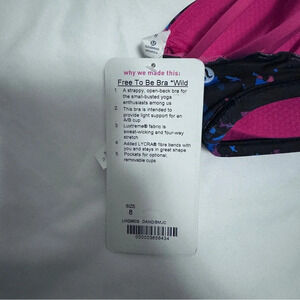 why we made this:
Free To Be Bra *Wild
1 A strappy, open-back bra for
the small-busted yoga
enthusiasts among us
2 This bra is intended to
provide light support for an
A/B cup
3 Luxtreme® fabric is
sweat-wicking and four-way
stretch
4 Added LYCRA® fibre bends with
you and stays in great shape
5 Pockets for optional,
removable cups
SIZE
8